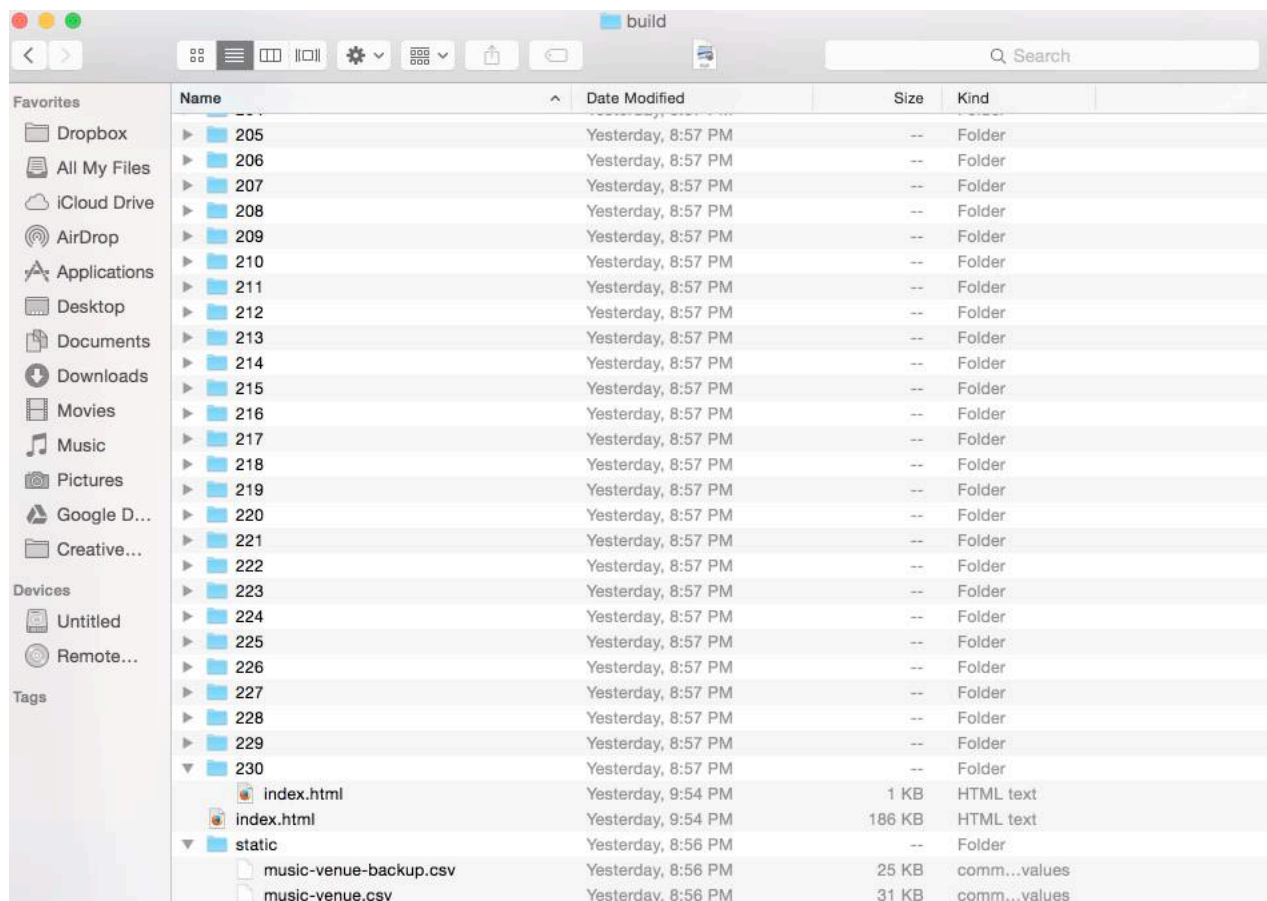 build
Search
Favorites
Dropbox
All My Files
iCloud Drive
AirDrop
Applications
Desktop
Documents
Downloads
Movies
Music
Pictures
Google D...
Creative...
Devices
Untitled
Remote...
Tags
Name Date Modified Size Kind
205 Yesterday, 8:57 PM -- Folder
206 Yesterday, 8:57 PM -- Folder
207 Yesterday, 8:57 PM -- Folder
208 Yesterday, 8:57 PM -- Folder
209 Yesterday, 8:57 PM -- Folder
210 Yesterday, 8:57 PM -- Folder
211 Yesterday, 8:57 PM -- Folder
212 Yesterday, 8:57 PM -- Folder
213 Yesterday, 8:57 PM -- Folder
214 Yesterday, 8:57 PM -- Folder
215 Yesterday, 8:57 PM -- Folder
216 Yesterday, 8:57 PM -- Folder
217 Yesterday, 8:57 PM -- Folder
218 Yesterday, 8:57 PM -- Folder
219 Yesterday, 8:57 PM -- Folder
220 Yesterday, 8:57 PM -- Folder
221 Yesterday, 8:57 PM -- Folder
222 Yesterday, 8:57 PM -- Folder
223 Yesterday, 8:57 PM -- Folder
224 Yesterday, 8:57 PM -- Folder
225 Yesterday, 8:57 PM -- Folder
226 Yesterday, 8:57 PM -- Folder
227 Yesterday, 8:57 PM -- Folder
228 Yesterday, 8:57 PM -- Folder
229 Yesterday, 8:57 PM -- Folder
230 Yesterday, 8:57 PM -- Folder
index.html Yesterday, 9:54 PM 1 KB HTML text
index.html Yesterday, 9:54 PM 186 KB HTML text
static Yesterday, 8:56 PM -- Folder
music-venue-backup.csv Yesterday, 8:56 PM 25 KB comm...values
music-venue.csv Yesterday, 8:56 PM 31 KB comm...values